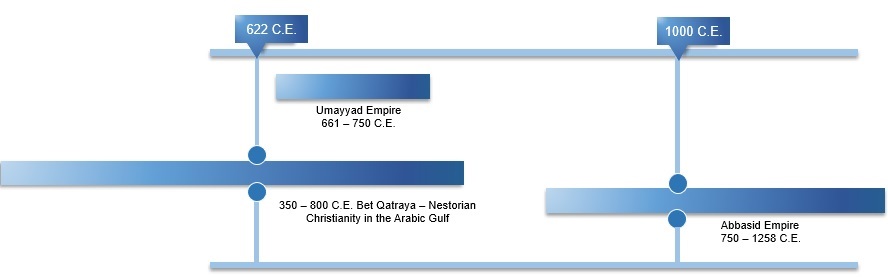 622 C.E.
1000 C.E.
Umayyad Empire
661 – 750 C.E.
350 – 800 C.E. Bet Qatraya – Nestorian
Christianity in the Arabic Gulf
Abbasid Empire
750 – 1258 C.E.